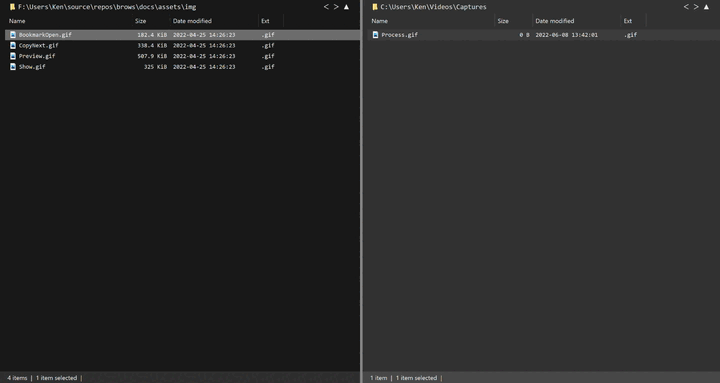 F:\Users\Ken\source\repos\brows\docs\assets\img
Name Size Date modified Ext
BookmarkOpen.gif 182.4 KiB 2022-04-25 14:26:23 .gif
CopyNext.gif 338.4 KiB 2022-04-25 14:26:23 .gif
Preview.gif 507.9 KiB 2022-04-25 14:26:23 .gif
Show.gif 325 KiB 2022-04-25 14:26:23 .gif
4 items | 1 item selected |
C:\Users\Ken\Videos\Captures
Name Size Date modified Ext
Process.gif 0 B 2022-06-08 13:42:01 .gif
1 item | 1 item selected |